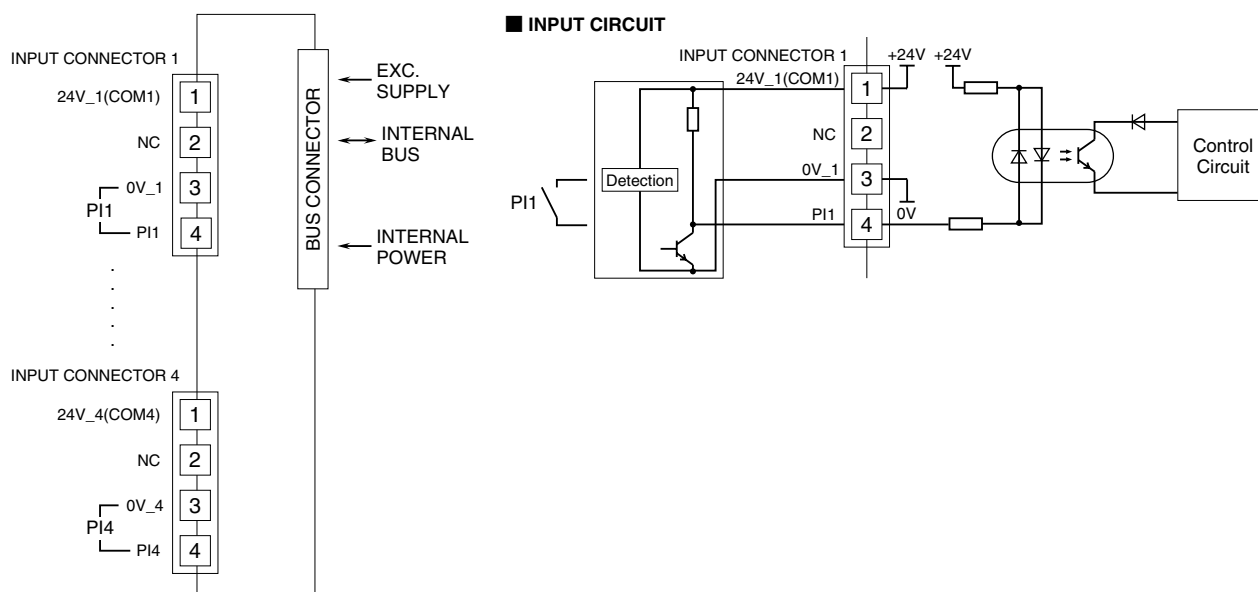 INPUT CONNECTOR 1
24V_1(COM1)
1
NC
2
0V_1
3
PI1
PI1
4
BUS CONNECTOR
EXC.
SUPPLY
INTERNAL
BUS
INTERNAL
POWER
INPUT CONNECTOR 4
24V_4(COM4)
1
NC
2
0V_4
3
PI4
PI4
4
■ INPUT CIRCUIT
INPUT CONNECTOR 1
+24V
+24V
24V_1(COM1)
1
NC
2
0V_1
3
0V
PI1
4
PI1
Detection
Control
Circuit